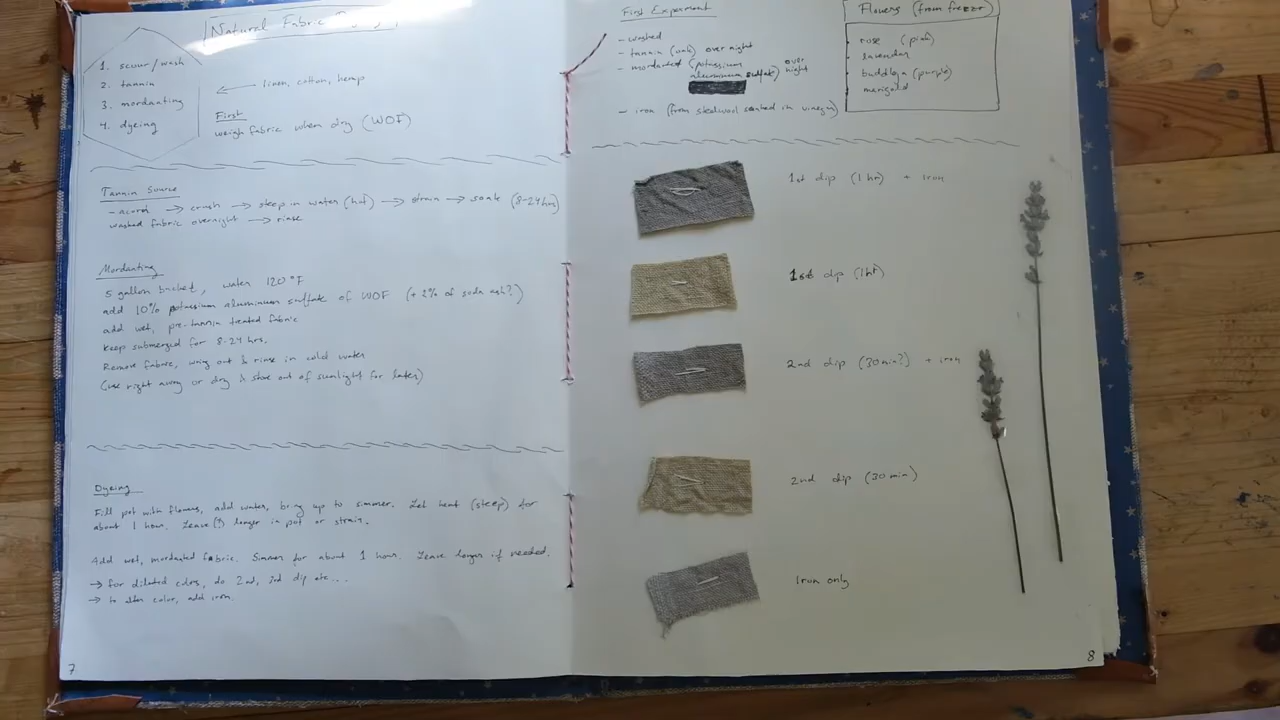 Natural Fabric
1. scour/wash
2. tannin
3. mordanting
4. dyeing
linen, cotton, hemp
First
weigh fabric when dry (WOF)
Tannin Source
- acorn → crush → steep in water (hot) → strain → soak (8-24 hrs)
washed fabric overnight → rinse
Mordanting
5 gallon bucket, water 120°F
add 10% potassium aluminium sulfate of WOF (+ 2% of soda ash?)
add wet, pre-tannin treated fabric
Keep submerged for 8-24 hrs.
Remove fabric, wring out & rinse in cold water
(use right away or dry & store out of sunlight for later)
Dyeing
Fill pot with flowers, add water, bring up to simmer. Let heat (steep) for
about 1 hour. Leave longer in pot or strain.
Add wet, mordanted fabric. Simmer for about 1 hour. Leave longer if needed.
→ for diluted colors, do 2nd, 3rd dip etc...
→ to alter color, add iron.
7
First Experiment
- washed
- tannin (oak) over night
- mordanted (potassium
aluminium sulfate) over
night
- iron (from steelwool soaked in vinegar)
Flowers (from freezer)
rose (pink)
lavender
buddleja (purple)
marigold
1st dip (1 hr) + iron
1st dip (1hr)
2nd dip (30 min?) + iron
2nd dip (30 min)
Iron only
8